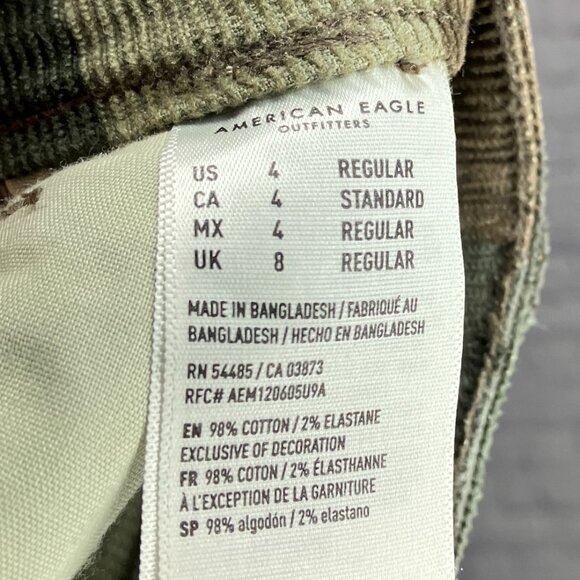 AMERICAN EAGLE
OUTFITTERS
US 4 REGULAR
CA 4 STANDARD
MX 4 REGULAR
UK 8 REGULAR
MADE IN BANGLADESH / FABRIQUÉ AU
BANGLADESH / HECHO EN BANGLADESH
RN 54485 / CA 03873
RFC# AEM120605U9A
EN 98% COTTON / 2% ELASTANE
EXCLUSIVE OF DECORATION
FR 98% COTON / 2% ÉLASTHANNE
À L'EXCEPTION DE LA GARNITURE
SP 98% algodón / 2% elastano